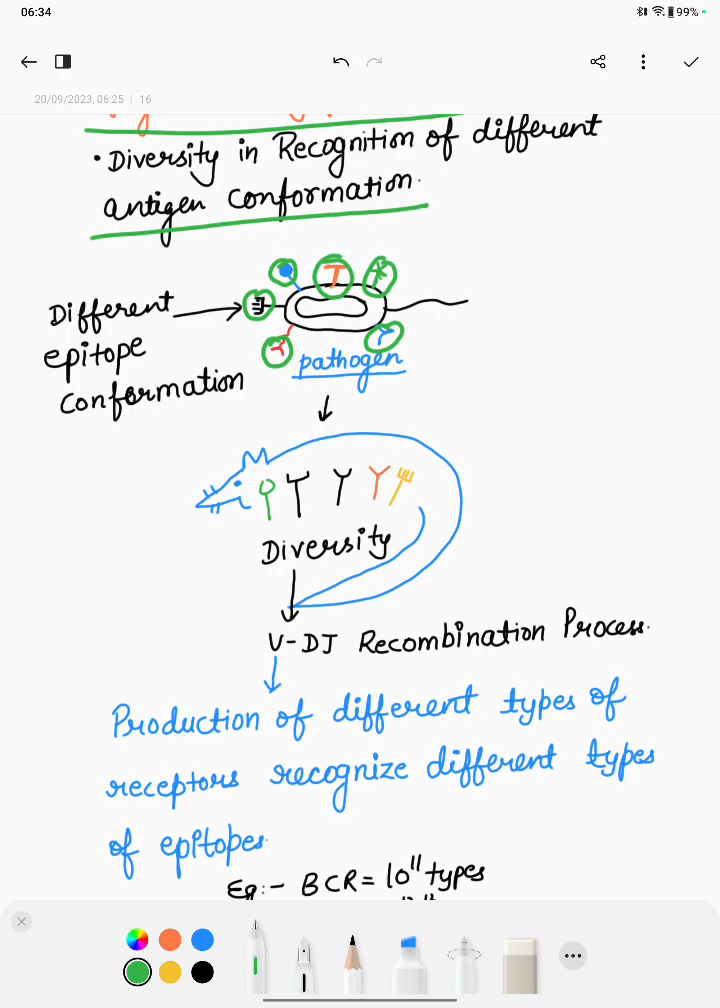 06:34
99%
20/09/2023, 06:25 | 16
• Diversity in Recognition of different
antigen conformation.
Different
epitope
conformation
pathogen
Diversity
V-DJ Recombination Process.
Production of different types of
receptors recognize different types
of epitopes.
Eg:- BCR = 10¹¹ types